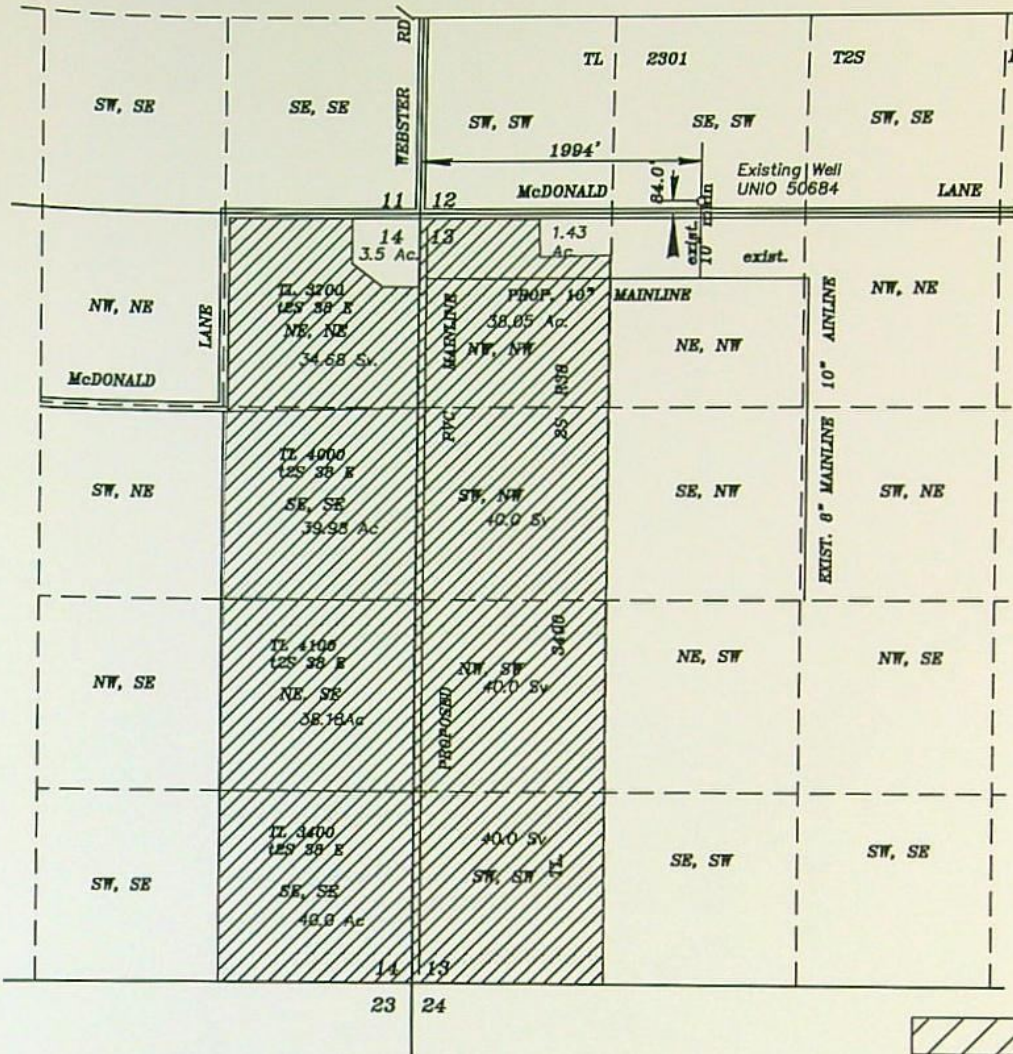 RD
WEBSTER
TL 2301 T2S
SW, SE
SE, SE
SW, SW
SE, SW
SW, SE
1994'
84.0'
Existing Well
UNIO 50684
McDONALD
LANE
11 12
14 13
3.5 Ac.
1.43
Ac.
exist.
10"
exist.
TL 3200
t2S 38 E
NE, NE
34.68 Sv.
NW, NE
LANE
McDONALD
PROP. 10" MAINLINE
38.05 Ac.
NW, NW
NE, NW
NW, NE
MAINLINE
PVC
PROPOSED
2S R38
10" AINLINE
EXIST. 8" MAINLINE
SW, NE
TL 4000
t2S 38 E
SE, SE
39.93 Ac
SW, NW
40.0 Sv
SE, NW
SW, NE
NW, SE
TL 4100
t2S 38 E
NE, SE
38.18Ac
NW, SW
40.0 Sv
TL 3400
NE, SW
NW, SE
SW, SE
TL 3400
t2S 38 E
SE, SE
40.0 Ac
40.0 Sv
SW, SW
SE, SW
SW, SE
14 13
23 24